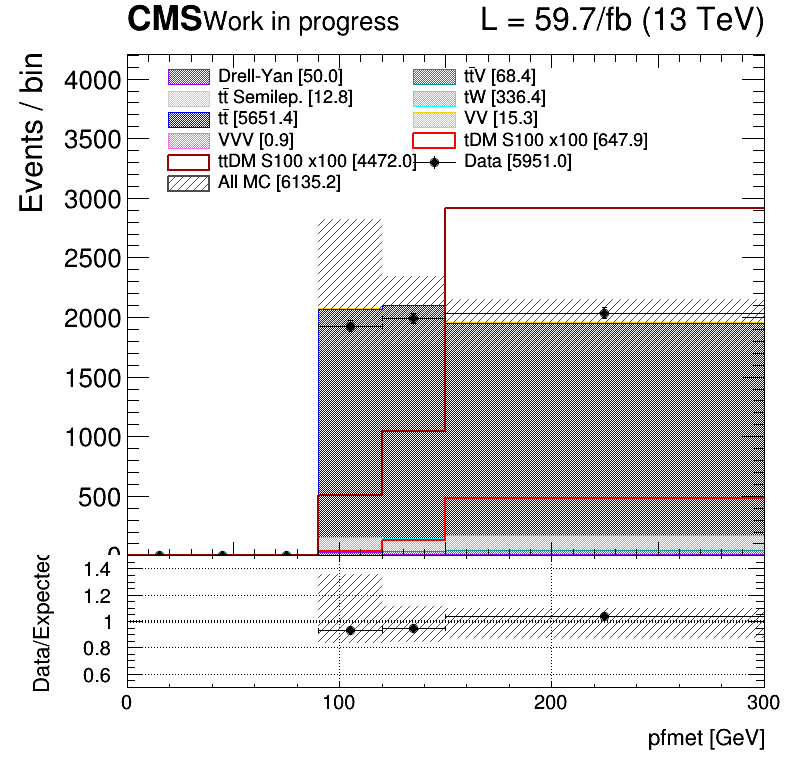 CMS Work in progress L = 59.7/fb (13 TeV)
Events / bin
4000
3500
3000
2500
2000
1500
1000
500
0
Drell-Yan [50.0] tt̄V [68.4]
tt̄ Semilep. [12.8] tW [336.4]
tt̄ [5651.4] VV [15.3]
VVV [0.9] tDM S100 x100 [647.9]
ttDM S100 x100 [4472.0] Data [5951.0]
All MC [6135.2]
Data/Expected
1.4
1.2
1
0.8
0.6
0 100 200 300
pfmet [GeV]